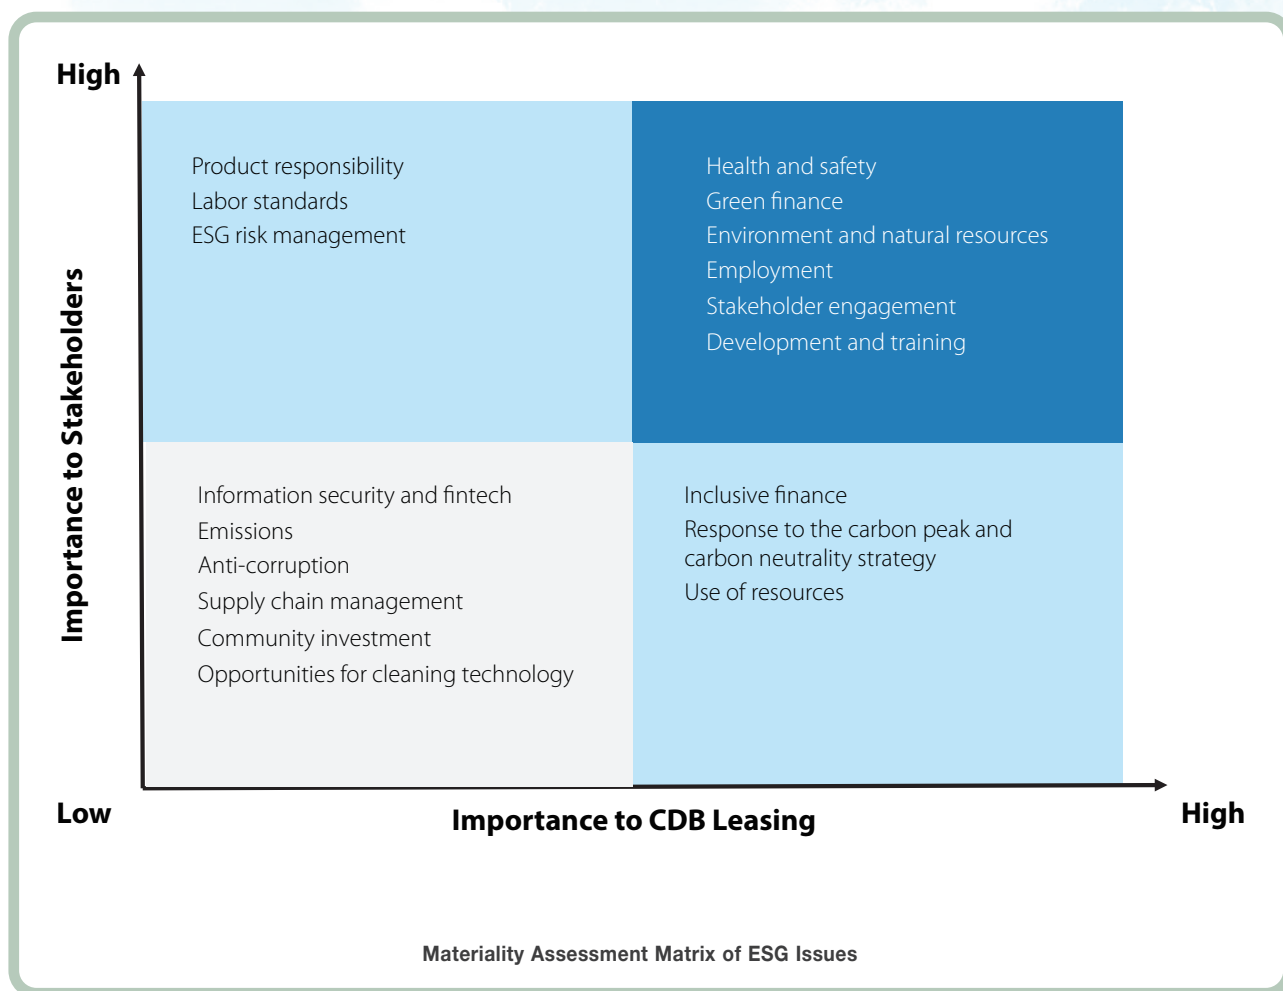 High
Importance to Stakeholders
Product responsibility
Labor standards
ESG risk management
Health and safety
Green finance
Environment and natural resources
Employment
Stakeholder engagement
Development and training
Information security and fintech
Emissions
Anti-corruption
Supply chain management
Community investment
Opportunities for cleaning technology
Inclusive finance
Response to the carbon peak and
carbon neutrality strategy
Use of resources
Low
Importance to CDB Leasing
High
Materiality Assessment Matrix of ESG Issues